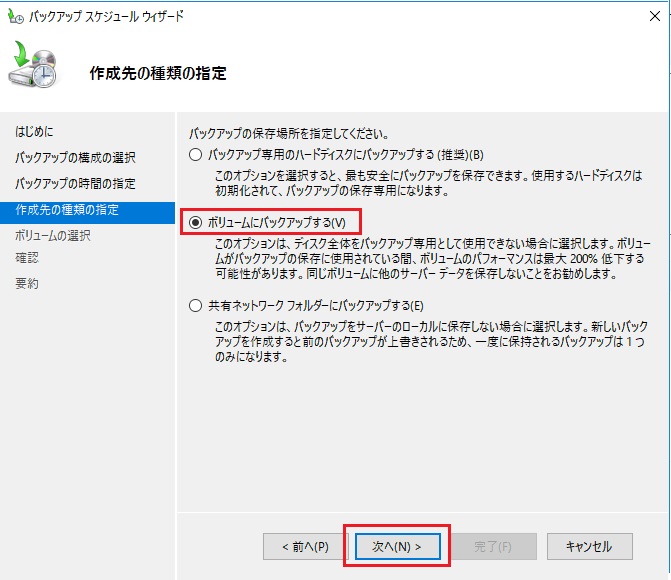 バックアップ スケジュール ウィザード
作成先の種類の指定
はじめに
バックアップの構成の選択
バックアップの時間の指定
作成先の種類の指定
ボリュームの選択
確認
要約
バックアップの保存場所を指定してください。
バックアップ専用のハードディスクにバックアップする (推奨)(B)
このオプションを選択すると、最も安全にバックアップを保存できます。使用するハードディスクは
初期化されて、バックアップの保存専用になります。
ボリュームにバックアップする(V)
このオプションは、ディスク全体をバックアップ専用として使用できない場合に選択します。ボリュー
ムがバックアップの保存に使用されている間、ボリュームのパフォーマンスは最大 200% 低下する
可能性があります。同じボリュームに他のサーバー データを保存しないことをお勧めします。
共有ネットワーク フォルダーにバックアップする(E)
このオプションは、バックアップをサーバーのローカルに保存しない場合に選択します。新しいバック
アップを作成すると前のバックアップが上書きされるため、一度に保持されるバックアップは 1 つ
のみになります。
< 前へ(P)
次へ(N) >
完了(F)
キャンセル